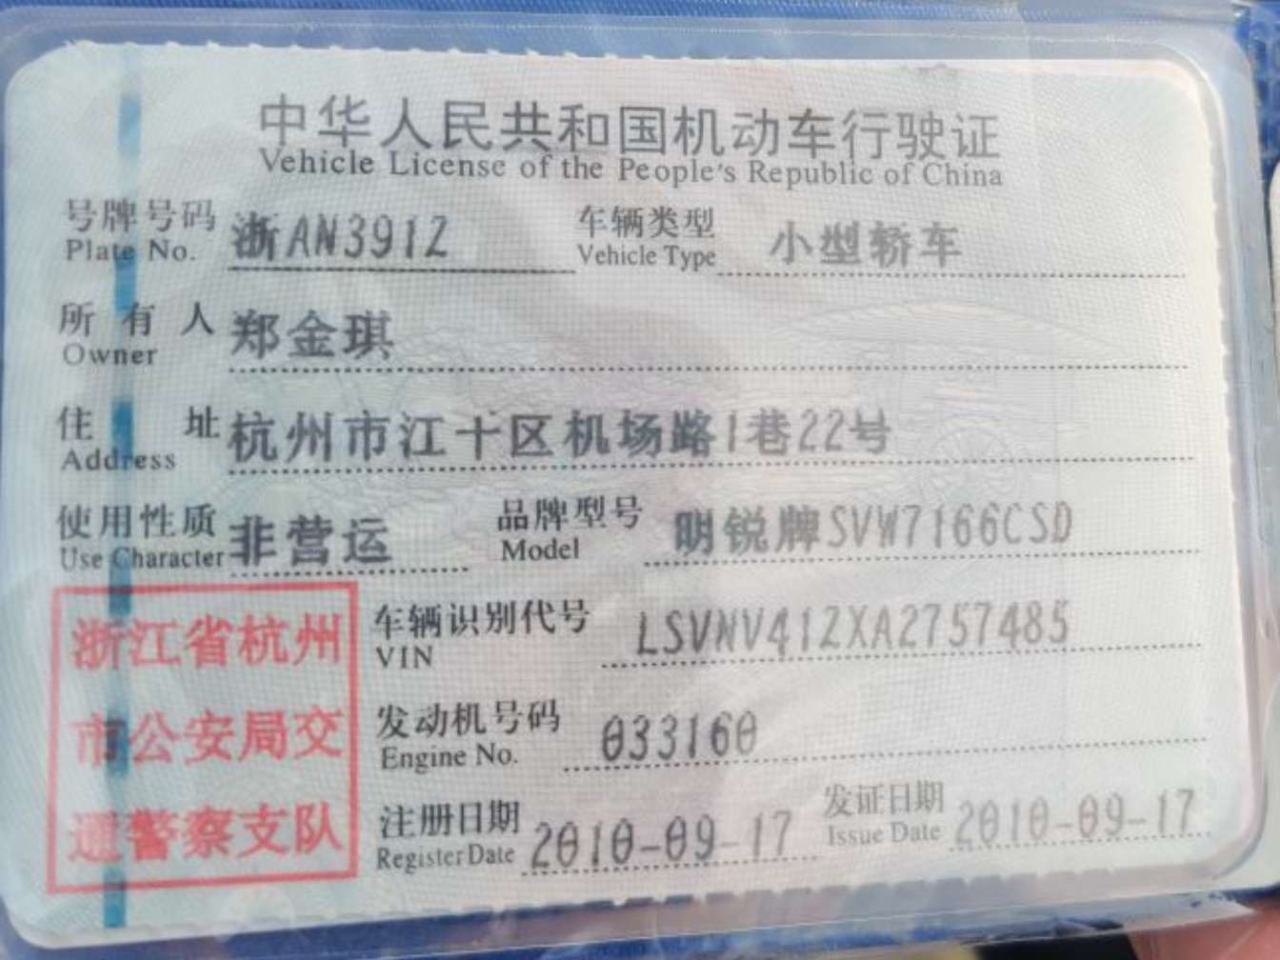 中华人民共和国机动车行驶证
Vehicle License of the People's Republic of China
号牌号码 浙AN391Z 车辆类型 小型轿车
Plate No. Vehicle Type
所有人 郑金琪
Owner
住址 杭州市江干区机场路1巷22号
Address
使用性质 非营运 品牌型号 明锐牌SVW7166CSD
Use Character Model
浙江省杭州
市公安局交
通警察支队
车辆识别代号 LSVNV412XA2757485
VIN
发动机号码 033160
Engine No.
注册日期 2010-09-17 发证日期 2010-09-17
Register Date Issue Date